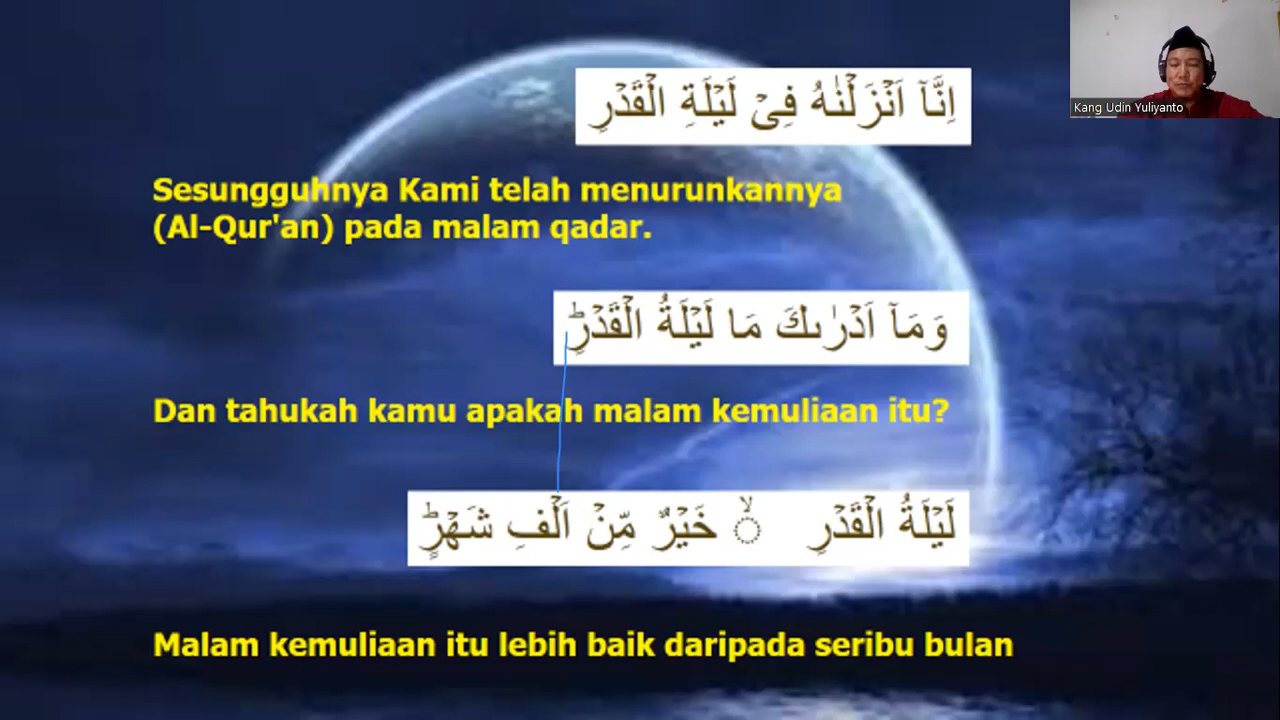 اِنَّآ اَنْزَلْنٰهُ فِيْ لَيْلَةِ الْقَدْرِ
Kang Udin Yuliyanto
Sesungguhnya Kami telah menurunkannya
(Al-Qur'an) pada malam qadar.
وَمَآ اَدْرٰىكَ مَا لَيْلَةُ الْقَدْرِۗ
Dan tahukah kamu apakah malam kemuliaan itu?
لَيْلَةُ الْقَدْرِ ۙ خَيْرٌ مِّنْ اَلْفِ شَهْرٍۗ
Malam kemuliaan itu lebih baik daripada seribu bulan